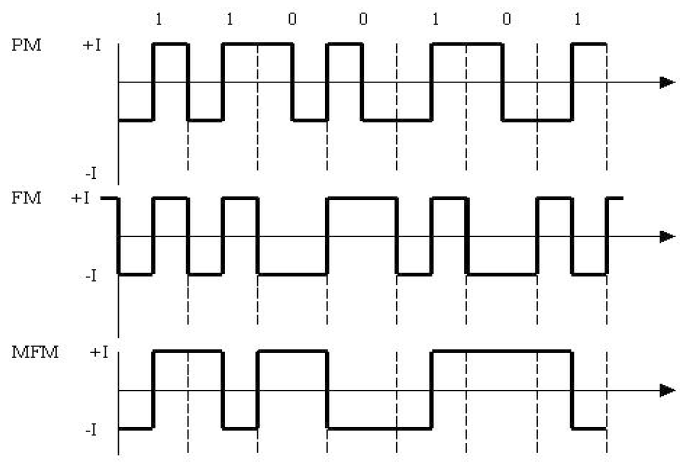 1 1 0 0 1 0 1
PM +I
-I
FM +I
-I
MFM +I
-I